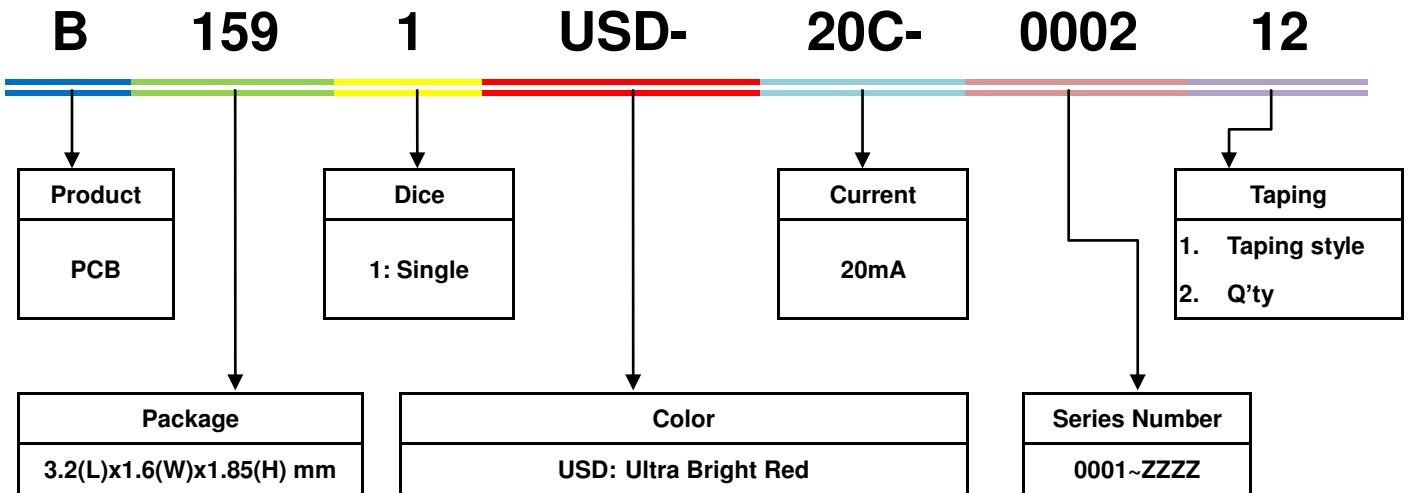 B 159 1 USD- 20C- 0002 12
Product
PCB
Dice
1: Single
Current
20mA
Taping
1. Taping style
2. Q’ty
Package
3.2(L)x1.6(W)x1.85(H) mm
Color
USD: Ultra Bright Red
Series Number
0001~ZZZZ